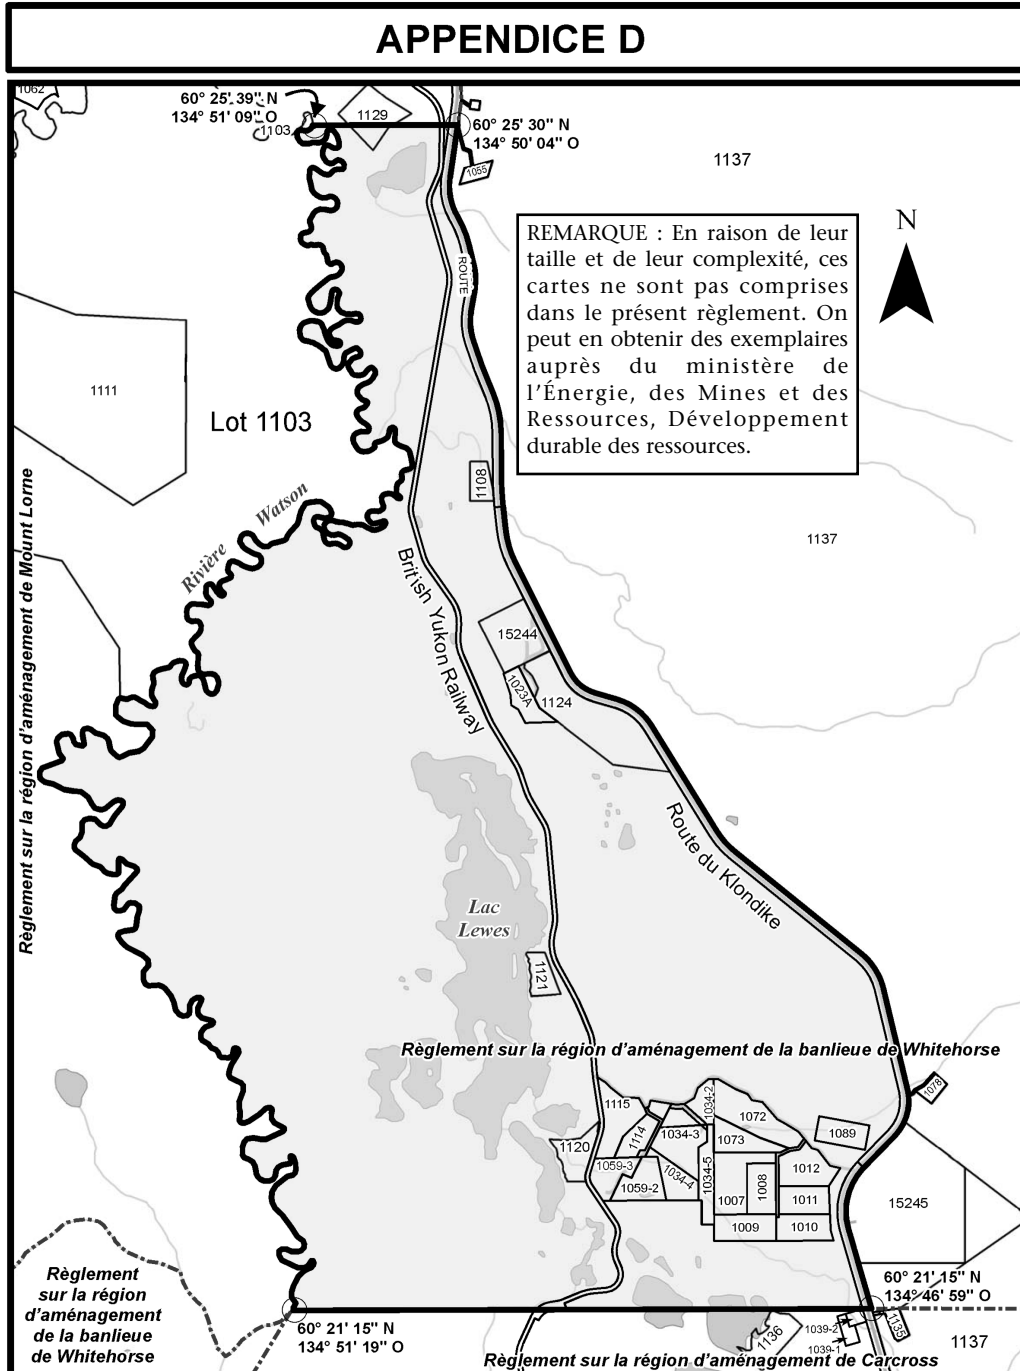 APPENDICE D
1062
60° 25' 39" N
134° 51' 09" O
1103
1129
60° 25' 30" N
134° 50' 04" O
1055
1137
REMARQUE : En raison de leur
taille et de leur complexité, ces
cartes ne sont pas comprises
dans le présent règlement. On
peut en obtenir des exemplaires
auprès du ministère de
l'Énergie, des Mines et des
Ressources, Développement
durable des ressources.
N
ROUTE
1111
Lot 1103
Règlement sur la région d'aménagement de Mount Lorne
1108
Rivière Watson
1137
British Yukon Railway
15244
1023A
1124
Route du Klondike
Lac
Lewes
1121
Règlement sur la région d'aménagement de la banlieue de Whitehorse
1078
1115
1114
1034-2
1072
1034-3
1073
1089
1120
1059-3
1059-2
1034-4
1034-5
1007
1008
1012
1011
1009
1010
15245
Règlement
sur la région
d'aménagement
de la banlieue
de Whitehorse
60° 21' 15" N
134° 51' 19" O
60° 21' 15" N
134° 46' 59" O
1136
1039-2
1039-1
1135
1137
Règlement sur la région d'aménagement de Carcross